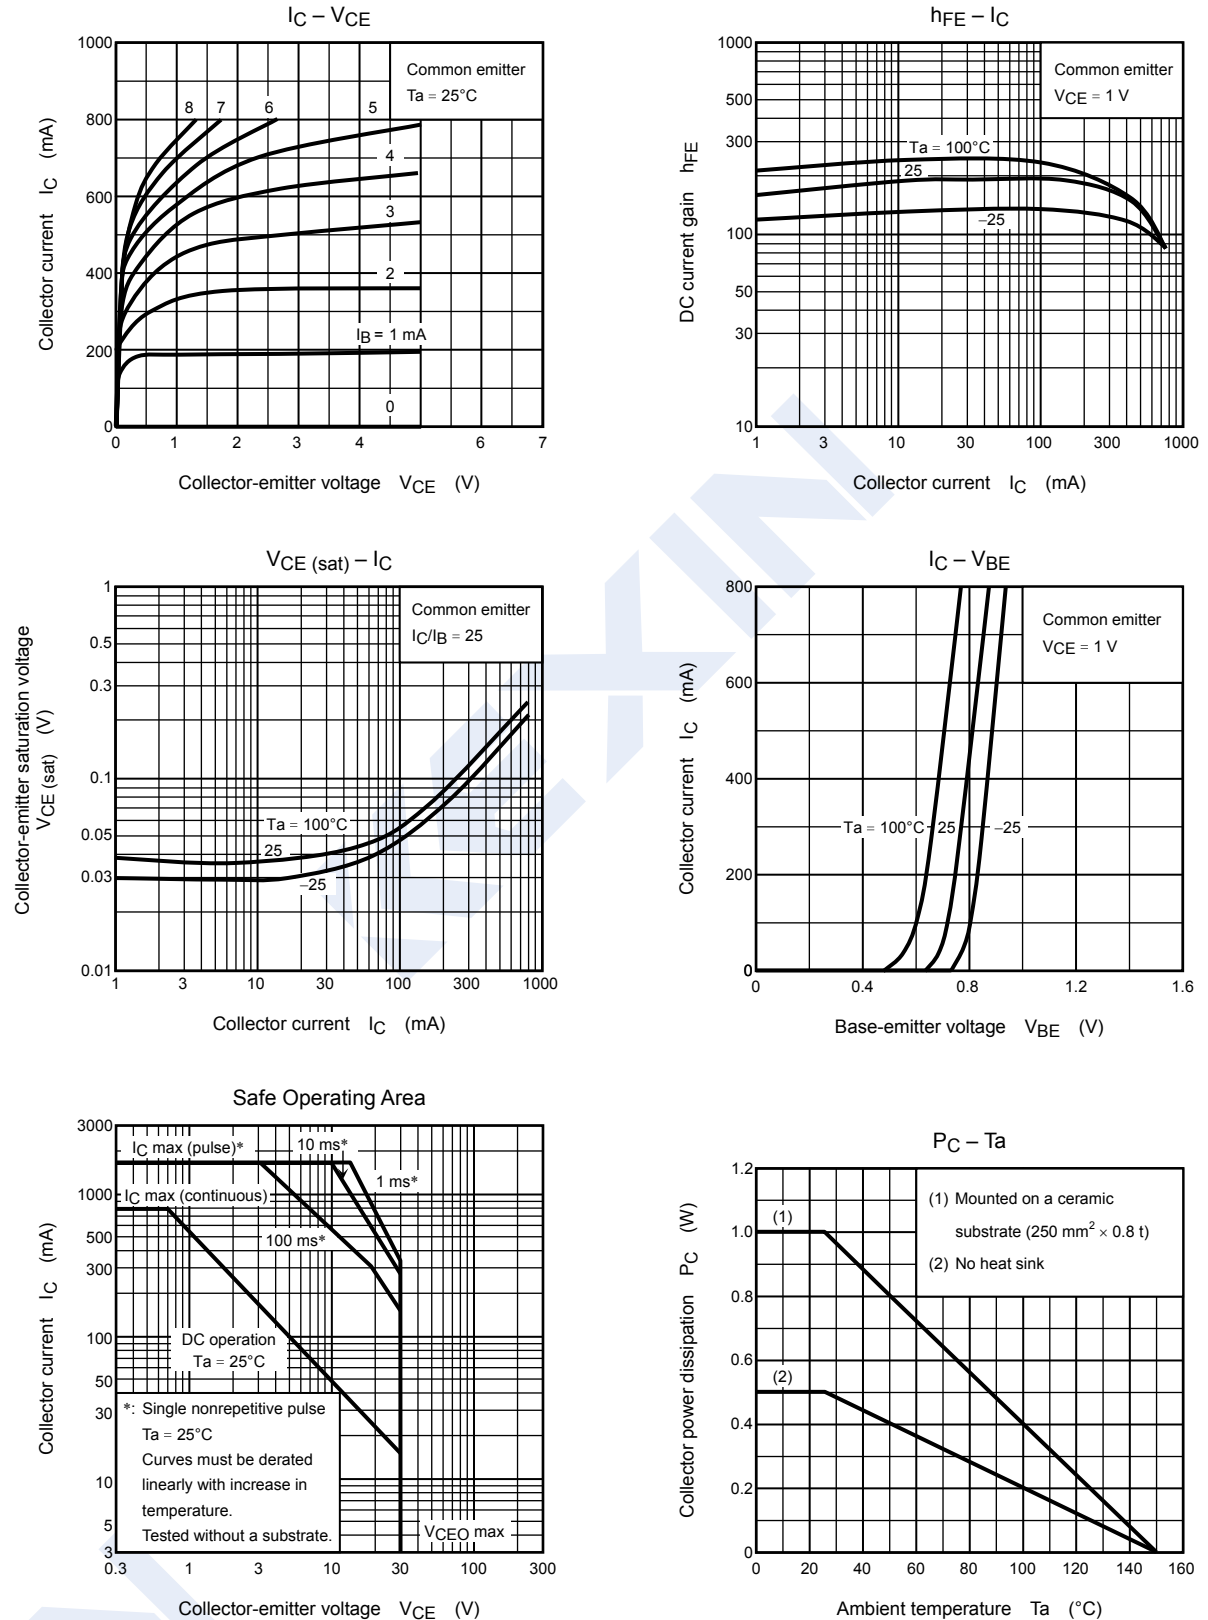 IC – VCE
1000
800
600
400
200
0
Collector current IC (mA)
Common emitter
Ta = 25°C
8 7 6 5
4
3
2
IB = 1 mA
0
0 1 2 3 4 6 7
Collector-emitter voltage VCE (V)
hFE – IC
1000
500
300
100
50
30
10
DC current gain hFE
Common emitter
VCE = 1 V
Ta = 100°C
25
–25
1 3 10 30 100 300 1000
Collector current IC (mA)
VCE (sat) – IC
1
0.5
0.3
0.1
0.05
0.03
0.01
Collector-emitter saturation voltage
VCE (sat) (V)
Common emitter
IC/IB = 25
Ta = 100°C
25
–25
1 3 10 30 100 300 1000
Collector current IC (mA)
IC – VBE
800
600
400
200
0
Collector current IC (mA)
Common emitter
VCE = 1 V
Ta = 100°C 25 –25
0 0.4 0.8 1.2 1.6
Base-emitter voltage VBE (V)
Safe Operating Area
3000
1000
500
300
100
50
30
10
5
3
Collector current IC (mA)
IC max (pulse)* 10 ms*
1 ms*
IC max (continuous)
100 ms*
DC operation
Ta = 25°C
*: Single nonrepetitive pulse
Ta = 25°C
Curves must be derated
linearly with increase in
temperature.
Tested without a substrate.
VCEO max
0.3 1 3 10 30 100 300
Collector-emitter voltage VCE (V)
PC – Ta
1.2
1.0
0.8
0.6
0.4
0.2
0
Collector power dissipation PC (W)
(1) Mounted on a ceramic
substrate (250 mm² × 0.8 t)
(2) No heat sink
(1)
(2)
0 20 40 60 80 100 120 140 160
Ambient temperature Ta (°C)
KEXIN